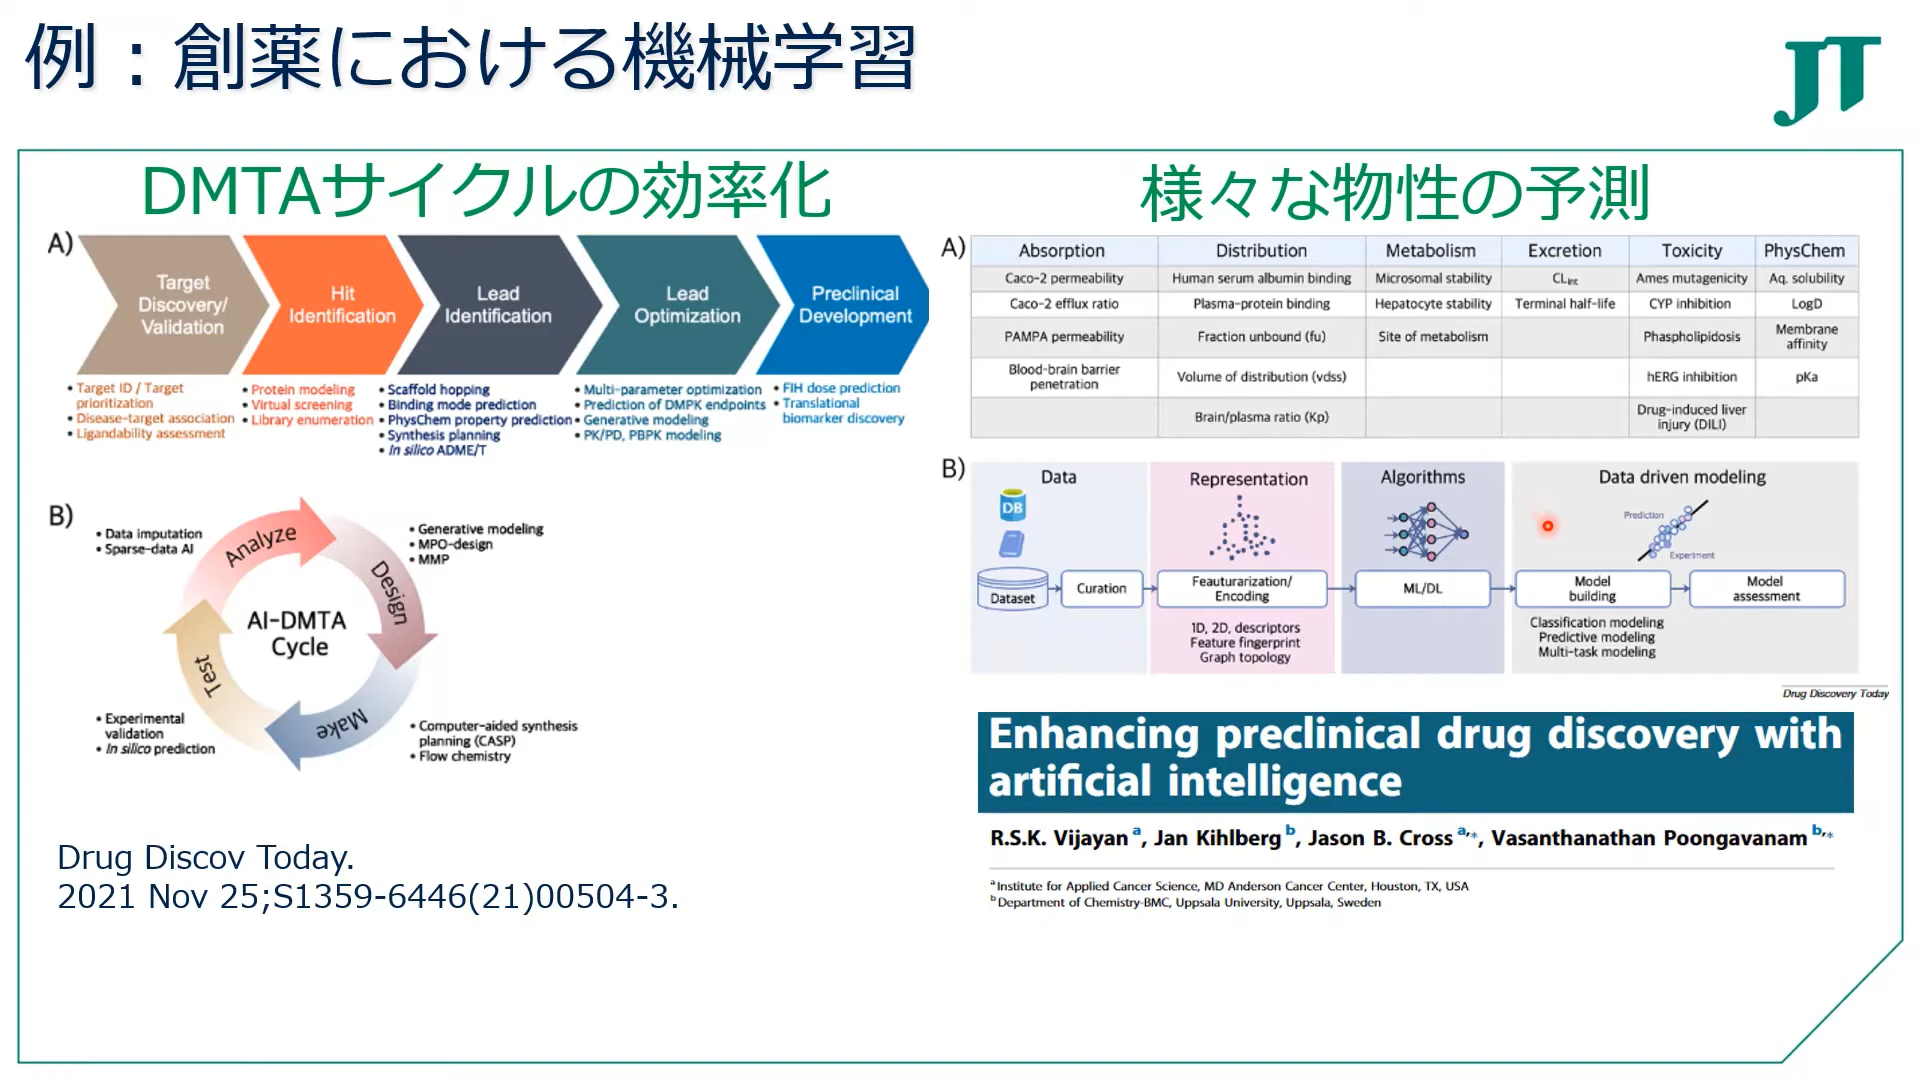 例：創薬における機械学習
JT
DMTAサイクルの効率化
A)
Target
Discovery/
Validation
Hit
Identification
Lead
Identification
Lead
Optimization
Preclinical
Development
• Target ID / Target
prioritization
• Disease-target association
• Ligandability assessment
• Protein modeling
• Virtual screening
• Library enumeration
• Scaffold hopping
• Binding mode prediction
• PhysChem property prediction
• Synthesis planning
• In silico ADME/T
• Multi-parameter optimization
• Prediction of DMPK endpoints
• Generative modeling
• PK/PD, PBPK modeling
• FIH dose prediction
• Translational
biomarker discovery
B)
• Data imputation
• Sparse-data AI
Analyze
• Generative modeling
• MPO-design
• MMP
Design
AI-DMTA
Cycle
Test
Make
• Experimental
validation
• In silico prediction
• Computer-aided synthesis
planning (CASP)
• Flow chemistry
Drug Discov Today.
2021 Nov 25;S1359-6446(21)00504-3.
様々な物性の予測
A)
Absorption Distribution Metabolism Excretion Toxicity PhysChem
Caco-2 permeability Human serum albumin binding Microsomal stability CLint Ames mutagenicity Aq. solubility
Caco-2 efflux ratio Plasma-protein binding Hepatocyte stability Terminal half-life CYP inhibition LogD
PAMPA permeability Fraction unbound (fu) Site of metabolism Phospholipidosis Membrane
affinity
Blood-brain barrier
penetration Volume of distribution (vdss) hERG inhibition pKa
Brain/plasma ratio (Kp) Drug-induced liver
injury (DILI)
B)
Data
DB
Dataset
Curation
Representation
Feauturarization/
Encoding
1D, 2D, descriptors
Feature fingerprint
Graph topology
Algorithms
ML/DL
Data driven modeling
Prediction
Experiment
Model
building
Model
assessment
Classification modeling
Predictive modeling
Multi-task modeling
Drug Discovery Today
Enhancing preclinical drug discovery with
artificial intelligence
R.S.K. Vijayan a, Jan Kihlberg b, Jason B. Cross a,*, Vasanthanathan Poongavanam b,*
a Institute for Applied Cancer Science, MD Anderson Cancer Center, Houston, TX, USA
b Department of Chemistry-BMC, Uppsala University, Uppsala, Sweden